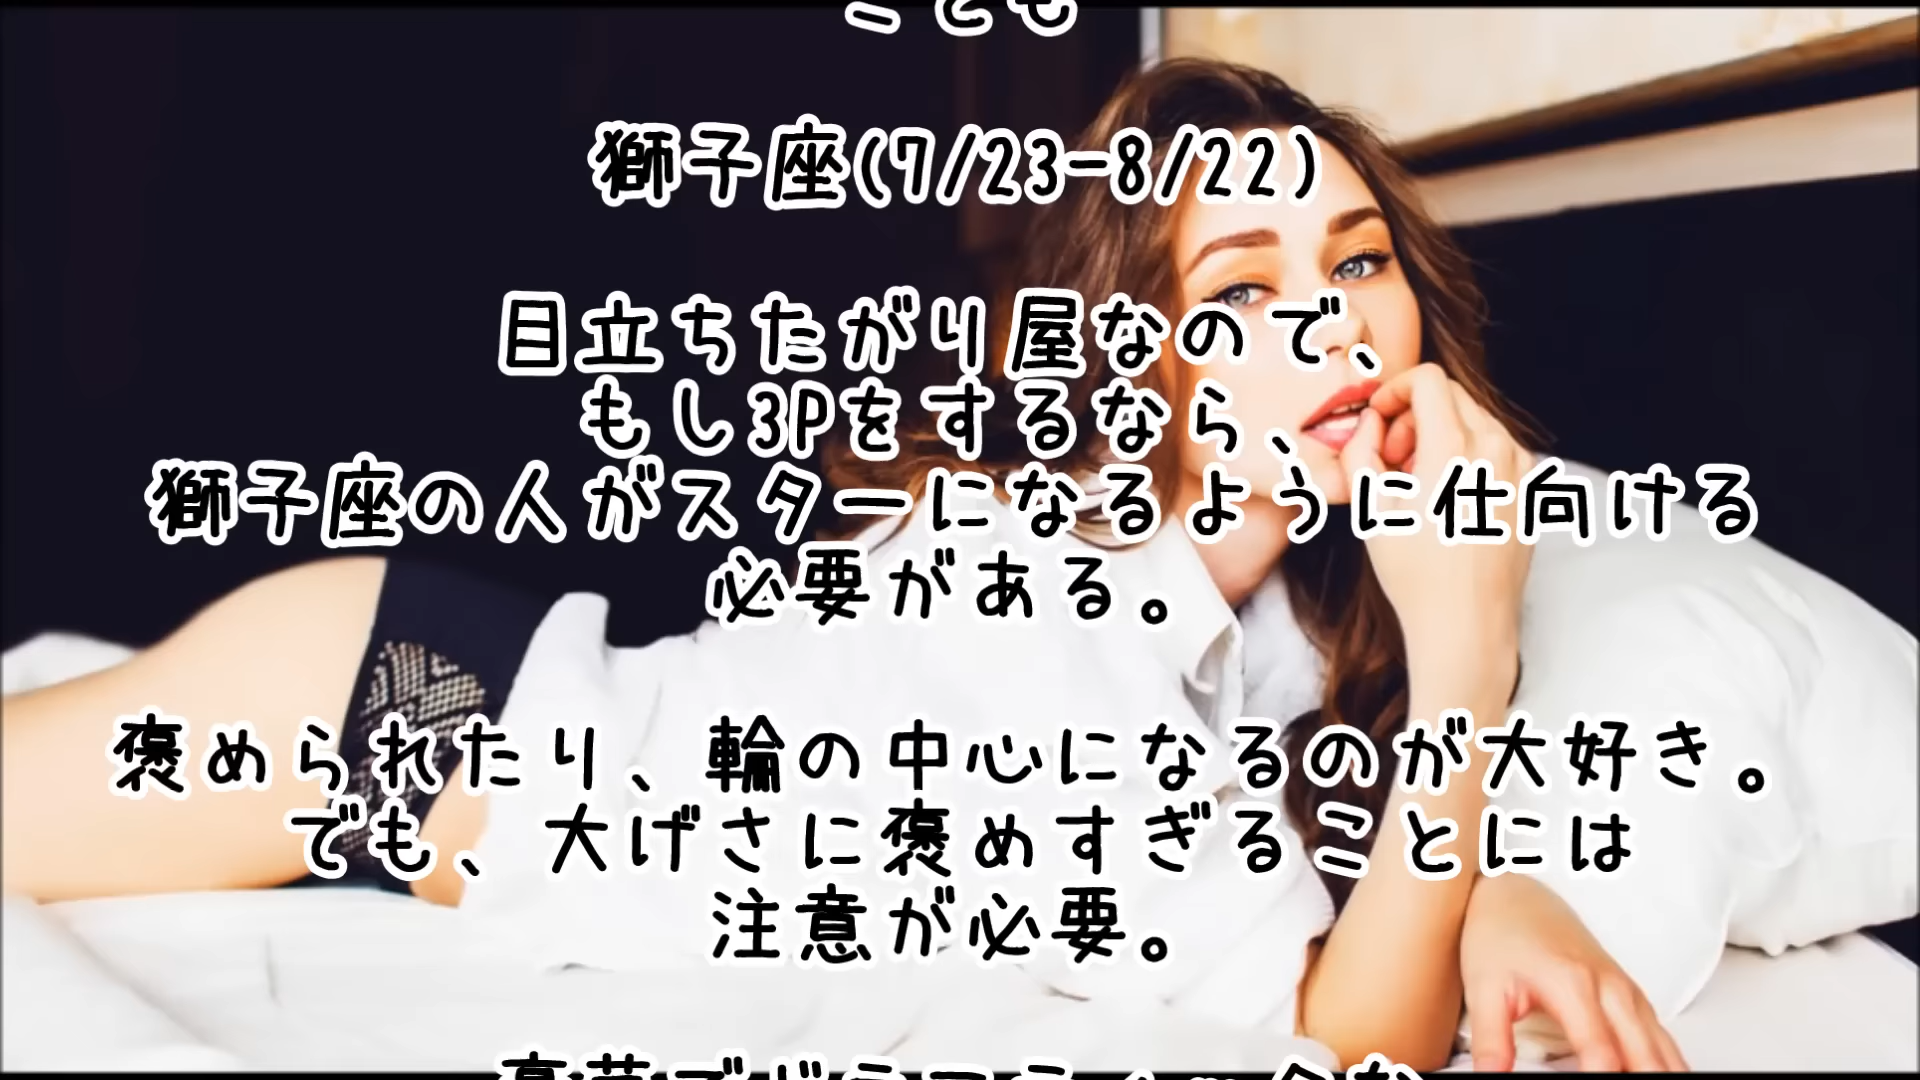 ことも
獅子座(7/23-8/22)
目立ちたがり屋なので、
もし3Pをするなら、
獅子座の人がスターになるように仕向ける
必要がある。
褒められたり、輪の中心になるのが大好き。
でも、大げさに褒めすぎることには
注意が必要。